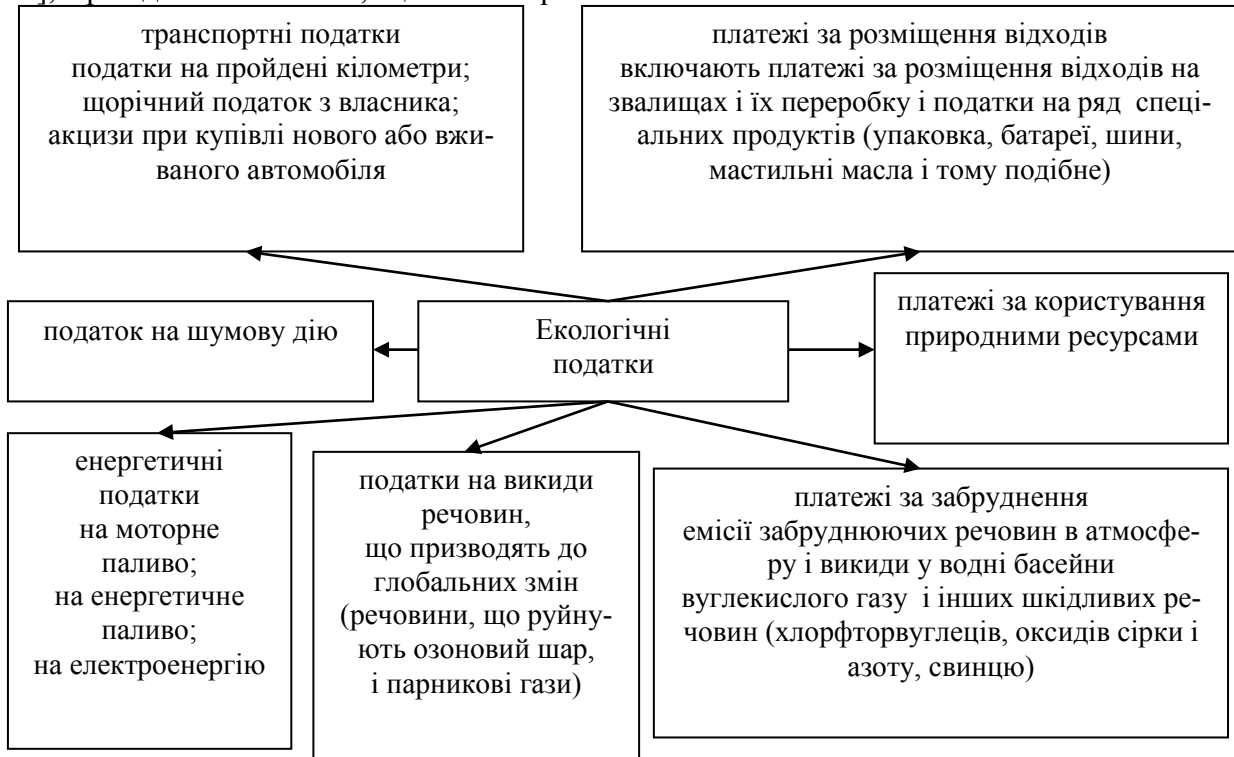 транспортні податки
податки на пройдені кілометри;
щорічний податок з власника;
акцизи при купівлі нового або вжи-
ваного автомобіля
платежі за розміщення відходів
включають платежі за розміщення відходів на
звалищах і їх переробку і податки на ряд спеці-
альних продуктів (упаковка, батареї, шини,
мастильні масла і тому подібне)
податок на шумову дію
Екологічні
податки
платежі за користування
природними ресурсами
енергетичні
податки
на моторне
паливо;
на енергетичне
паливо;
на електроенергію
податки на викиди
речовин,
що призводять до
глобальних змін
(речовини, що руйну-
ють озоновий шар,
і парникові гази)
платежі за забруднення
емісії забруднюючих речовин в атмосфе-
ру і викиди у водні басейни
вуглекислого газу і інших шкідливих ре-
човин (хлорфторвуглеців, оксидів сірки і
азоту, свинцю)